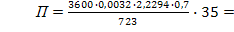 П = 3600·0,0032·2,2294·0,7 / 723 · 35 =